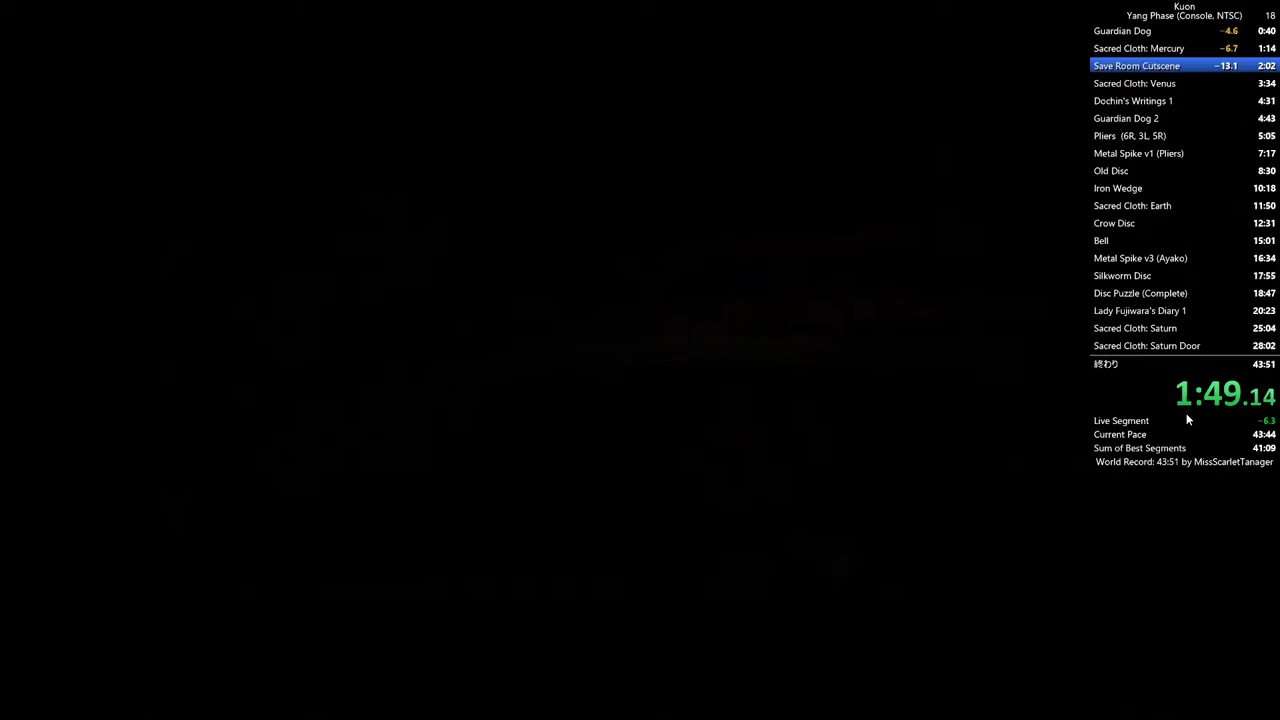 Kuon
Yang Phase (Console, NTSC) 18
Guardian Dog -4.6 0:40
Sacred Cloth: Mercury -6.7 1:14
Save Room Cutscene -13.1 2:02
Sacred Cloth: Venus 3:34
Dochin's Writings 1 4:31
Guardian Dog 2 4:43
Pliers (6R, 3L, 5R) 5:05
Metal Spike v1 (Pliers) 7:17
Old Disc 8:30
Iron Wedge 10:18
Sacred Cloth: Earth 11:50
Crow Disc 12:31
Bell 15:01
Metal Spike v3 (Ayako) 16:34
Silkworm Disc 17:55
Disc Puzzle (Complete) 18:47
Lady Fujiwara's Diary 1 20:23
Sacred Cloth: Saturn 25:04
Sacred Cloth: Saturn Door 28:02
終わり 43:51
1:49.14
Live Segment -6.3
Current Pace 43:44
Sum of Best Segments 41:09
World Record: 43:51 by MissScarletTanager